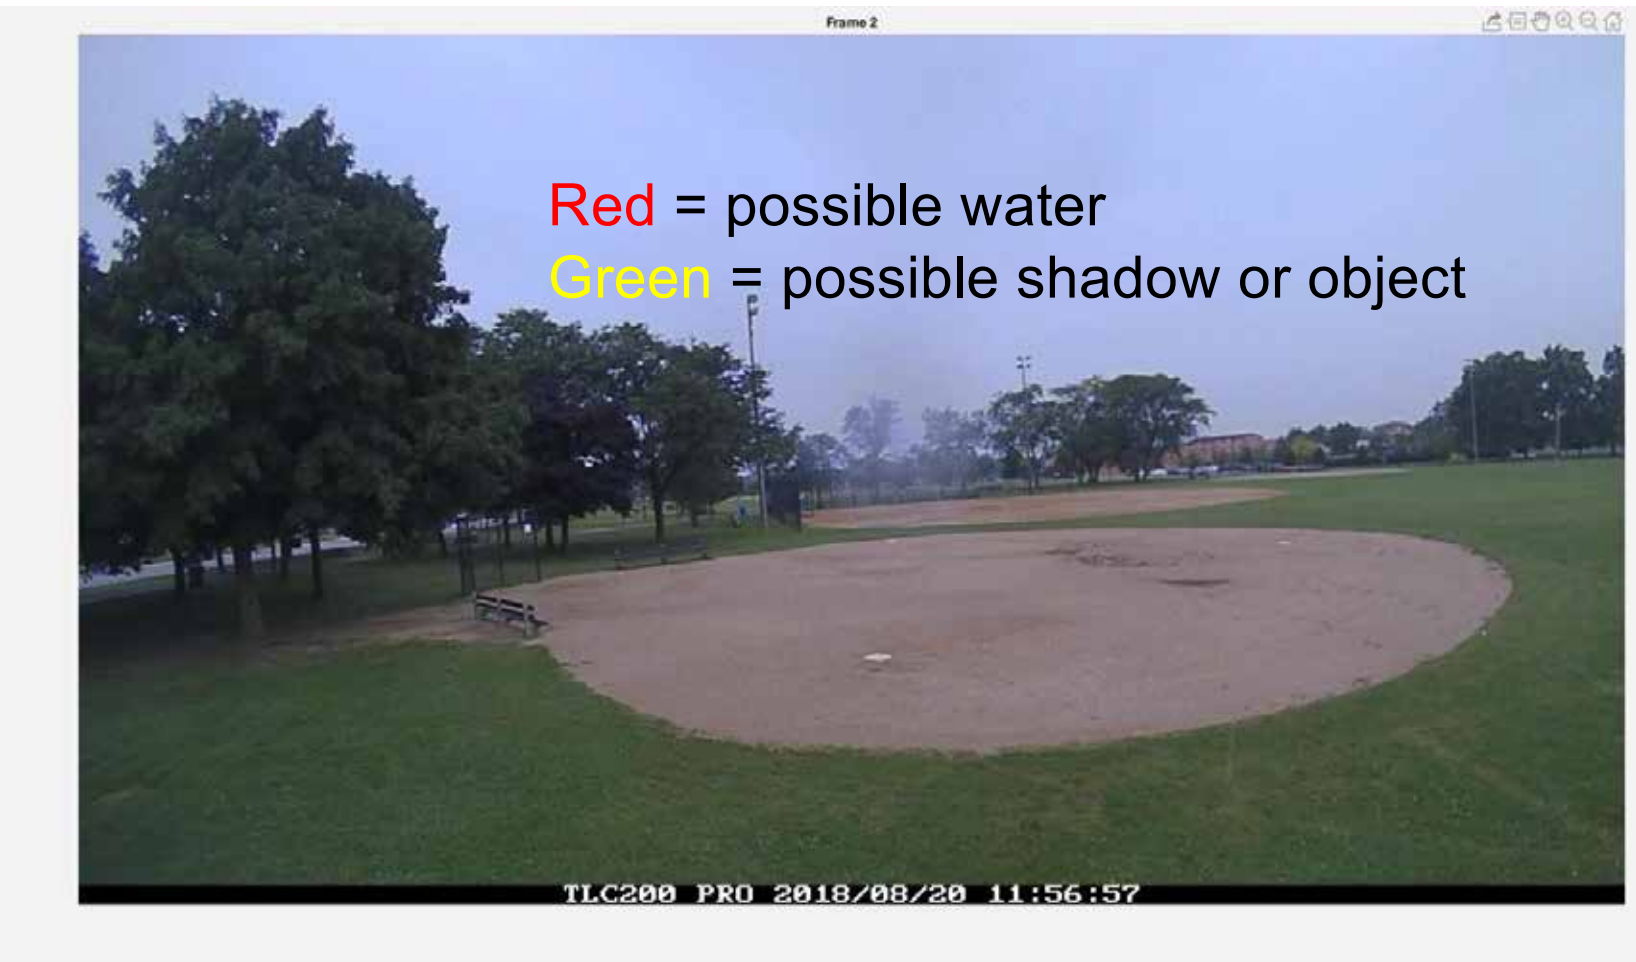 Frame 2
Red = possible water
Green = possible shadow or object
TLC200 PRO 2018/08/20 11:56:57